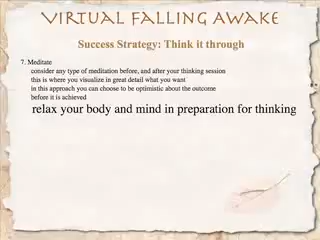 Virtual Falling Awake
Success Strategy: Think it through
7. Meditate
consider any type of meditation before, and after your thinking session
this is where you visualize in great detail what you want
in this approach you can choose to be optimistic about the outcome
before it is achieved
relax your body and mind in preparation for thinking